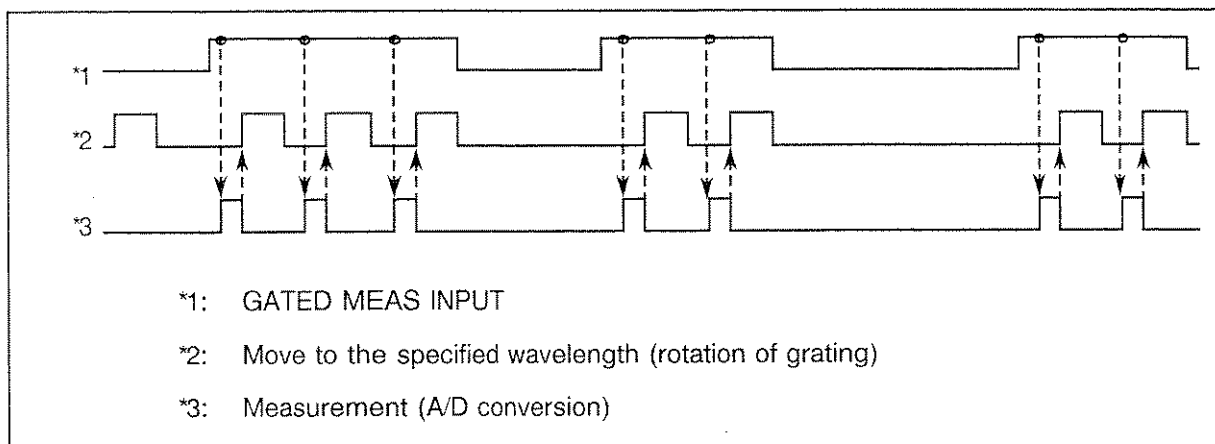 *1
*2
*3
*1: GATED MEAS INPUT
*2: Move to the specified wavelength (rotation of grating)
*3: Measurement (A/D conversion)